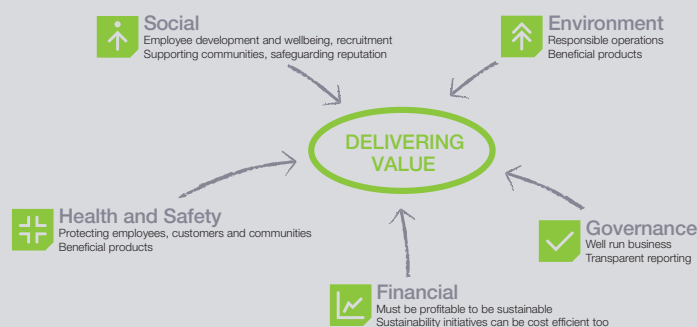 Social
Employee development and wellbeing, recruitment
Supporting communities, safeguarding reputation
Environment
Responsible operations
Beneficial products
DELIVERING
VALUE
Health and Safety
Protecting employees, customers and communities
Beneficial products
Governance
Well run business
Transparent reporting
Financial
Must be profitable to be sustainable
Sustainability initiatives can be cost efficient too